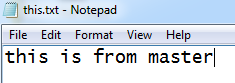 this.txt - Notepad
File Edit Format View Help
this is from master